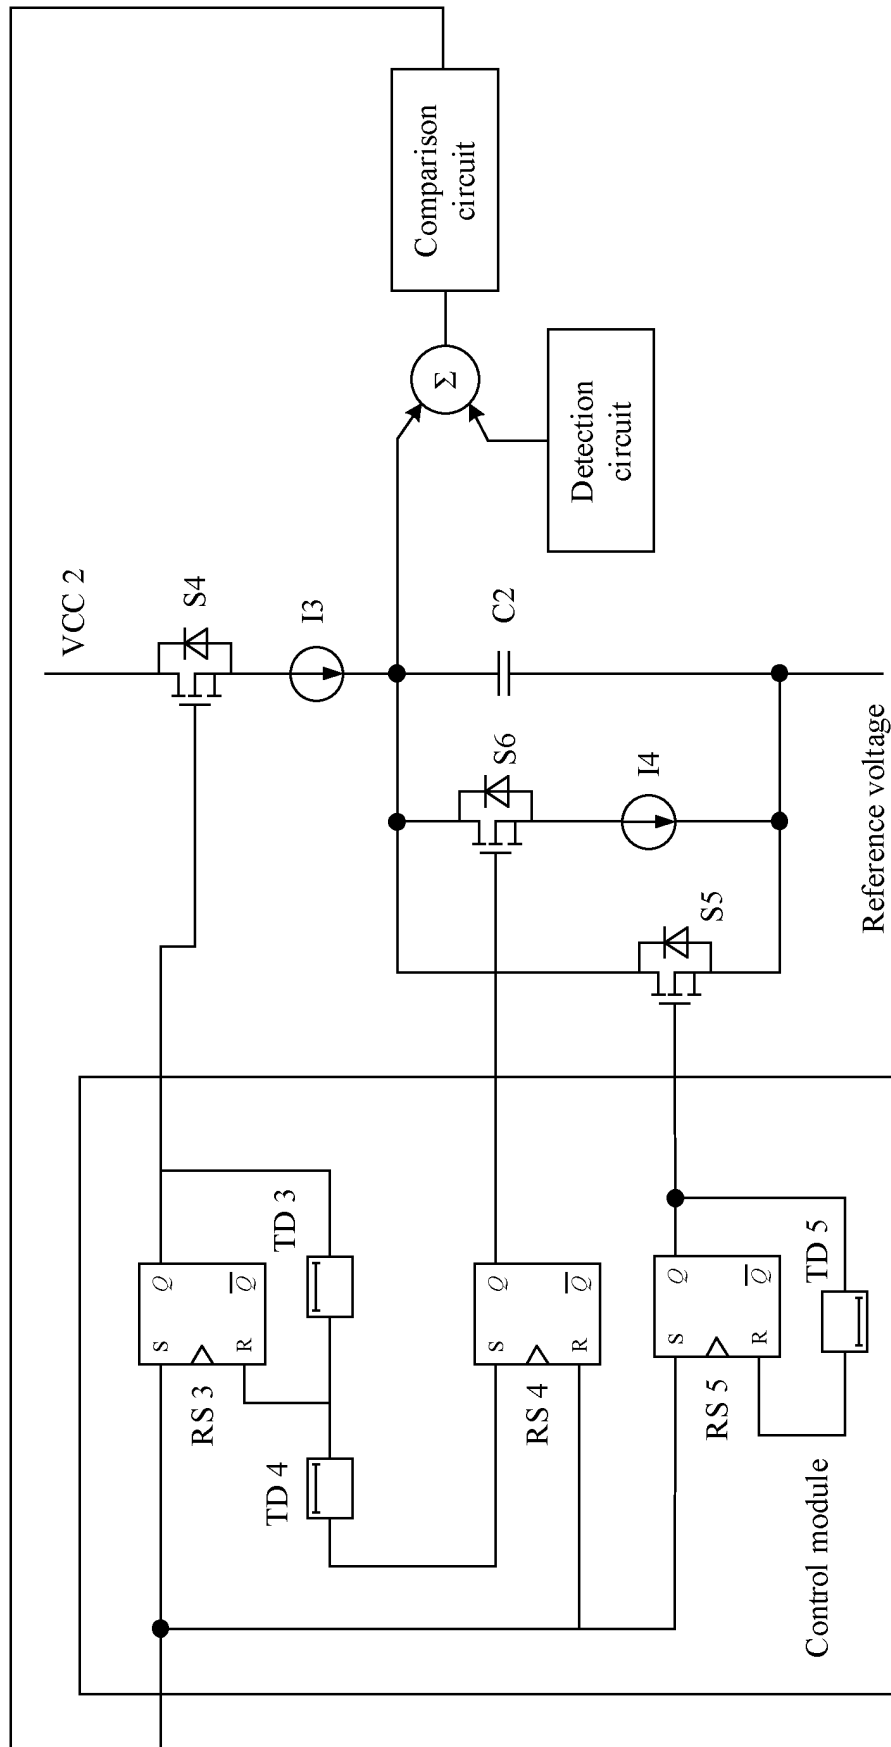 VCC 2
S4
I3
C2
S6
I4
S5
Reference voltage
Comparison
circuit
Σ
Detection
circuit
S
Q
R
Q
RS 3
TD 3
TD 4
S
Q
R
Q
RS 4
S
Q
R
Q
RS 5
TD 5
Control module